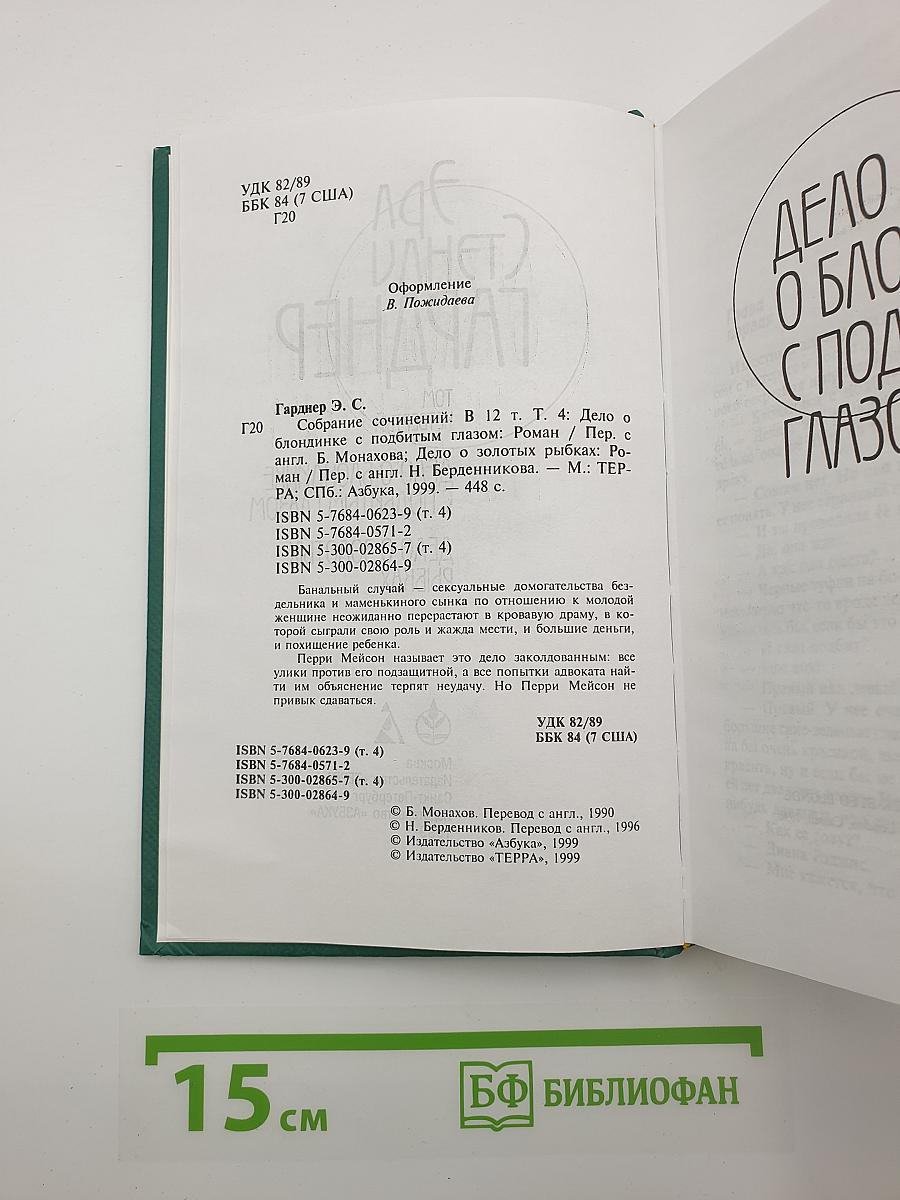 УДК 82/89
ББК 84 (7 США)
Г20
Оформление
В. Пожидаева
Гарднер Э. С.
Г20 Собрание сочинений: В 12 т. Т. 4: Дело о
блондинке с подбитым глазом: Роман / Пер. с
англ. Б. Монахова; Дело о золотых рыбках: Ро-
ман / Пер. с англ. Н. Берденникова. — М.: ТЕР-
РА; СПб.: Азбука, 1999. — 448 с.
ISBN 5-7684-0623-9 (т. 4)
ISBN 5-7684-0571-2
ISBN 5-300-02865-7 (т. 4)
ISBN 5-300-02864-9
Банальный случай — сексуальные домогательства без-
дельника и маменькиного сынка по отношению к молодой
женщине неожиданно перерастают в кровавую драму, в ко-
торой сыграли свою роль и жажда мести, и большие деньги,
и похищение ребенка.
Перри Мейсон называет это дело заколдованным: все
улики против его подзащитной, а все попытки адвоката най-
ти им объяснение терпят неудачу. Но Перри Мейсон не
привык сдаваться.
УДК 82/89
ББК 84 (7 США)
ISBN 5-7684-0623-9 (т. 4)
ISBN 5-7684-0571-2
ISBN 5-300-02865-7 (т. 4)
ISBN 5-300-02864-9
© Б. Монахов. Перевод с англ., 1990
© Н. Берденников. Перевод с англ., 1996
© Издательство «Азбука», 1999
© Издательство «ТЕРРА», 1999
ДЕЛО
О БЛО
С ПОД
ГЛАЗО
15 см
БФ БИБЛИОФАН